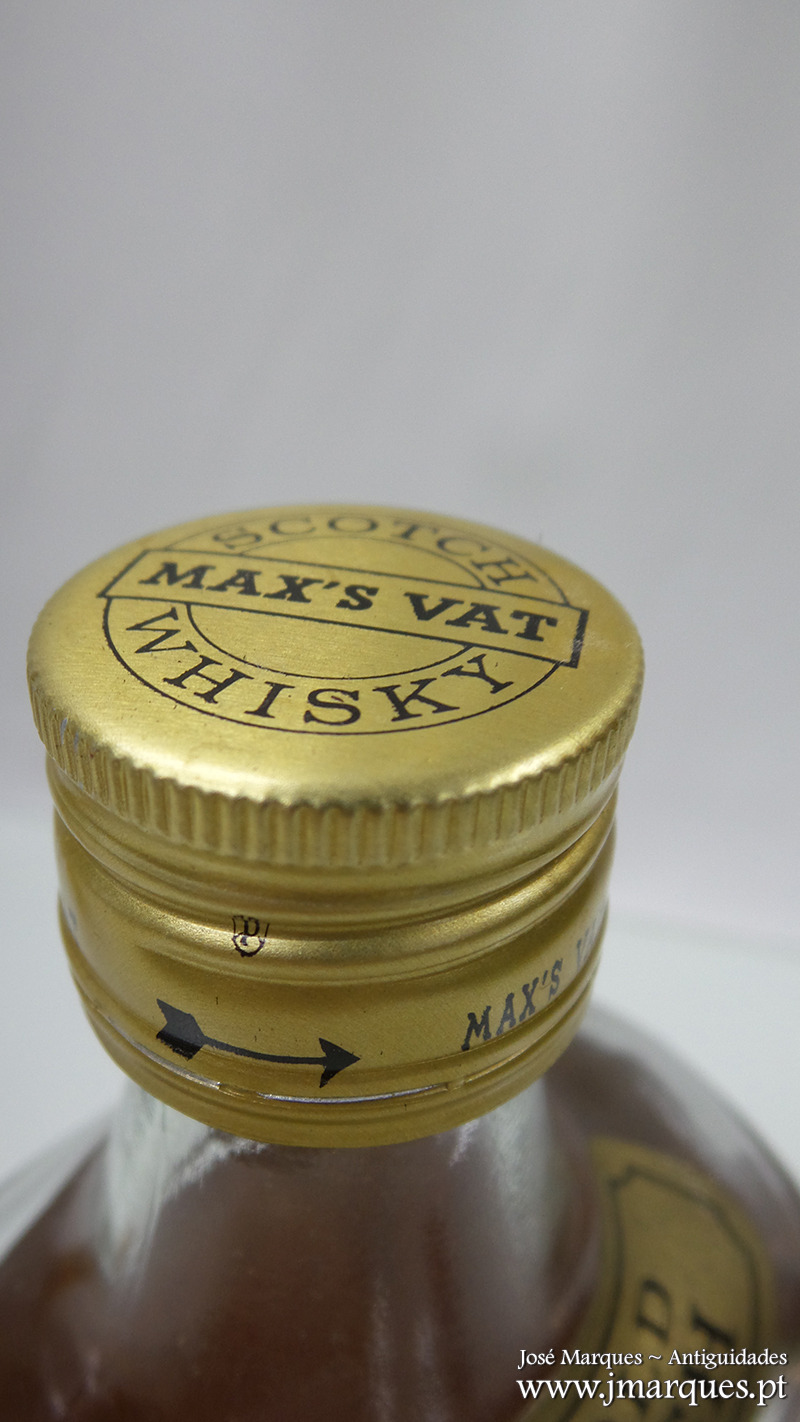 SCOTCH
MAX'S VAT
WHISKY
MAX'S
José Marques ~ Antiguidades
www.jmarques.pt